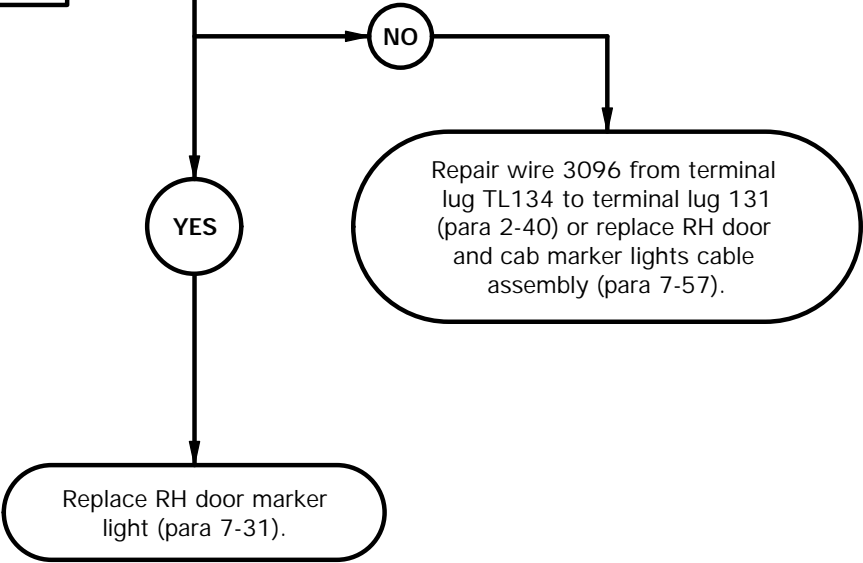 NO
Repair wire 3096 from terminal
lug TL134 to terminal lug 131
(para 2-40) or replace RH door
and cab marker lights cable
assembly (para 7-57).
YES
Replace RH door marker
light (para 7-31).